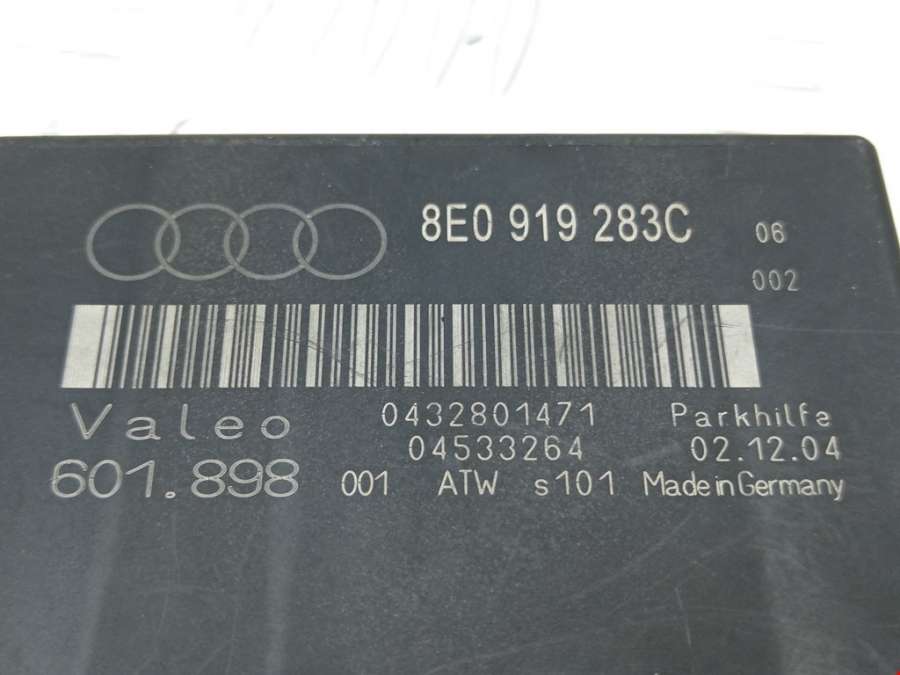 8E0 919 283C 06
002
Valeo 0432801471 Parkhilfe
04533264 02.12.04
601.898 001 ATW s101 Made in Germany